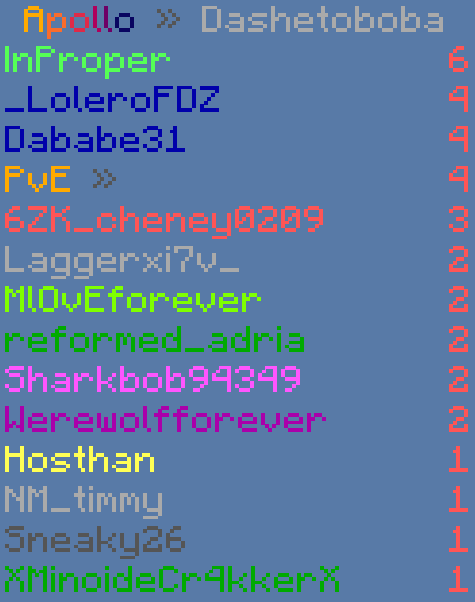 Apollo » Dashetoboba
InProper 6
_LoleroFDZ 4
Dababe31 4
PvE » 4
6ZK_cheney0209 3
Laggerxi7v_ 2
MlOvEforever 2
reformed_adria 2
Sharkbob94349 2
Werewolfforever 2
Hosthan 1
NM_timmy 1
Sneaky26 1
XMinoideCr4kkerX 1